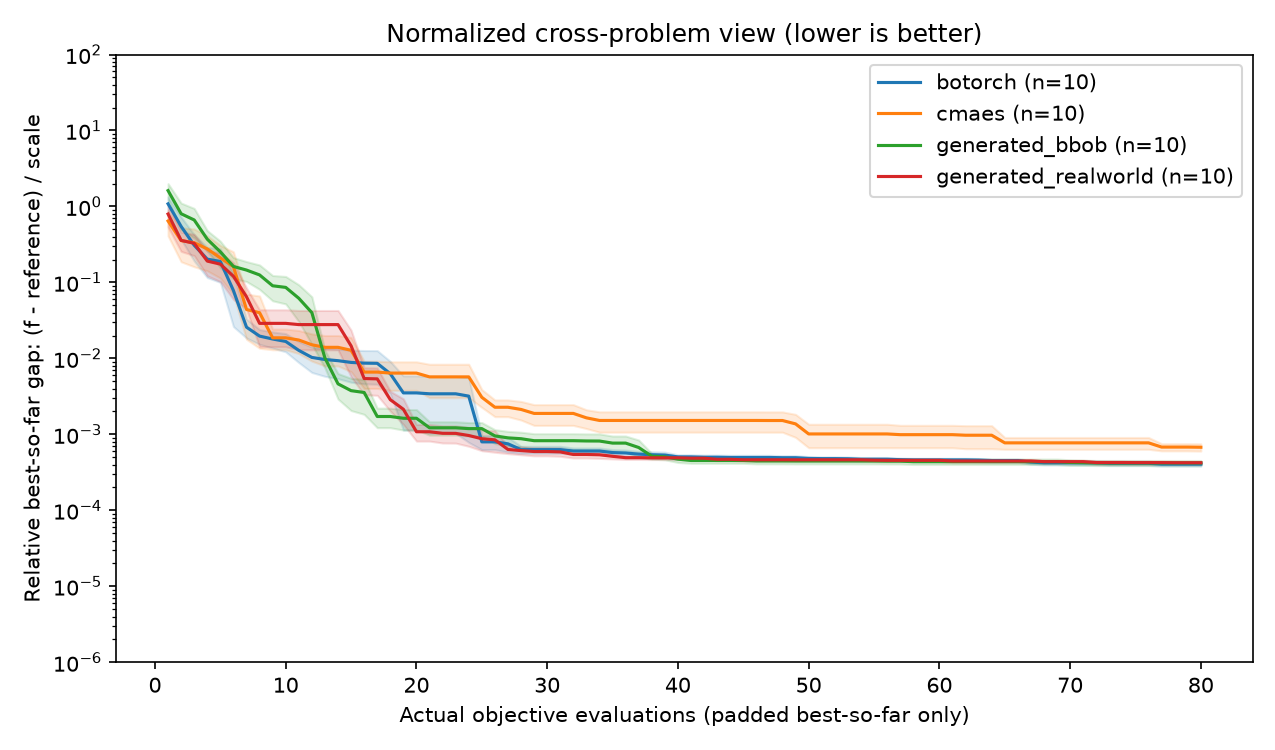 Normalized cross-problem view (lower is better)
botorch (n=10)
cmaes (n=10)
generated_bbob (n=10)
generated_realworld (n=10)
Relative best-so-far gap: (f - reference) / scale
10²
10¹
10⁰
10⁻¹
10⁻²
10⁻³
10⁻⁴
10⁻⁵
10⁻⁶
0 10 20 30 40 50 60 70 80
Actual objective evaluations (padded best-so-far only)